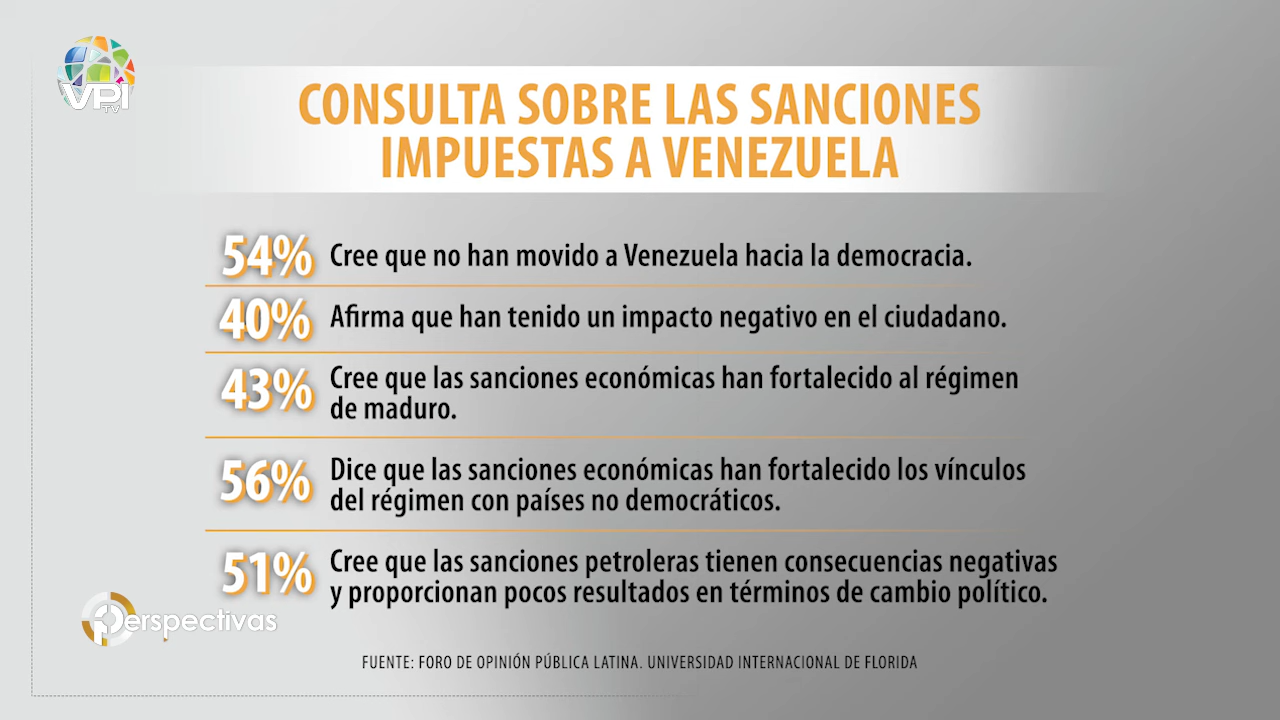 VPI
TV
CONSULTA SOBRE LAS SANCIONES
IMPUESTAS A VENEZUELA
54% Cree que no han movido a Venezuela hacia la democracia.
40% Afirma que han tenido un impacto negativo en el ciudadano.
43% Cree que las sanciones económicas han fortalecido al régimen
de maduro.
56% Dice que las sanciones económicas han fortalecido los vínculos
del régimen con países no democráticos.
51% Cree que las sanciones petroleras tienen consecuencias negativas
y proporcionan pocos resultados en términos de cambio político.
Perspectivas
FUENTE: FORO DE OPINIÓN PÚBLICA LATINA. UNIVERSIDAD INTERNACIONAL DE FLORIDA